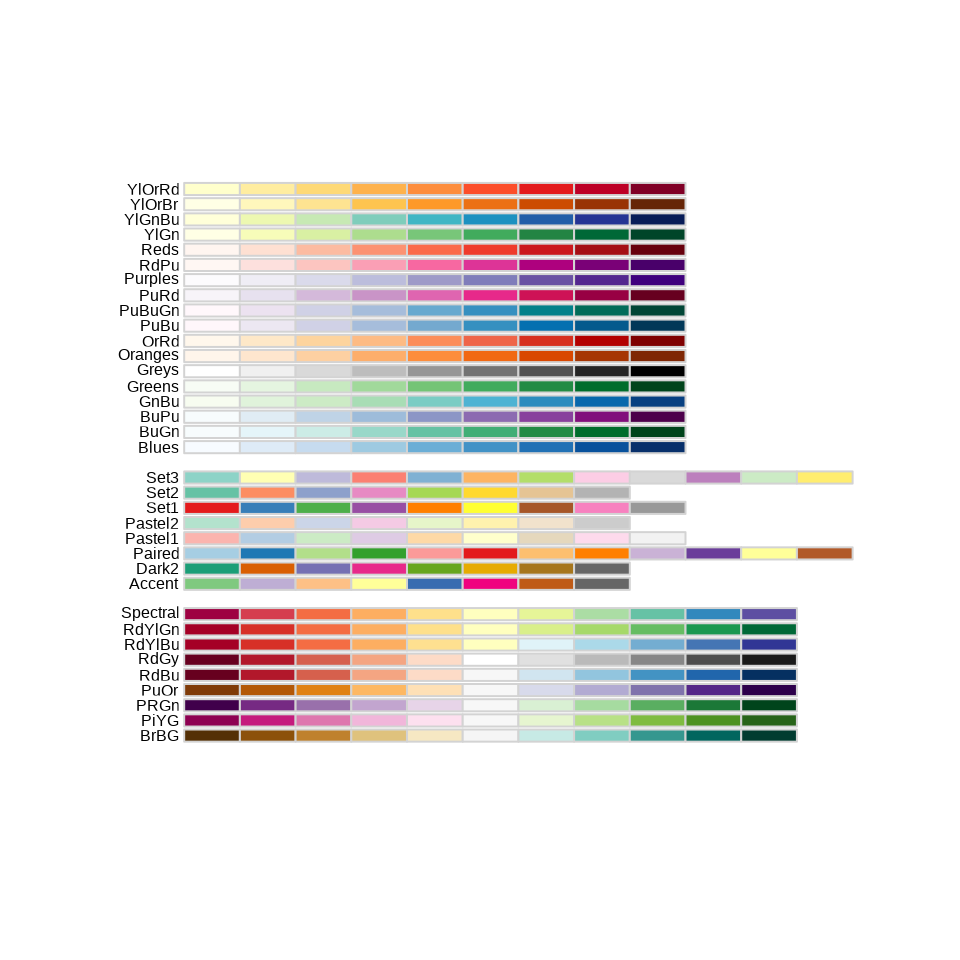 YlOrRd
YlOrBr
YlGnBu
YlGn
Reds
RdPu
Purples
PuRd
PuBuGn
PuBu
OrRd
Oranges
Greys
Greens
GnBu
BuPu
BuGn
Blues
Set3
Set2
Set1
Pastel2
Pastel1
Paired
Dark2
Accent
Spectral
RdYlGn
RdYlBu
RdGy
RdBu
PuOr
PRGn
PiYG
BrBG